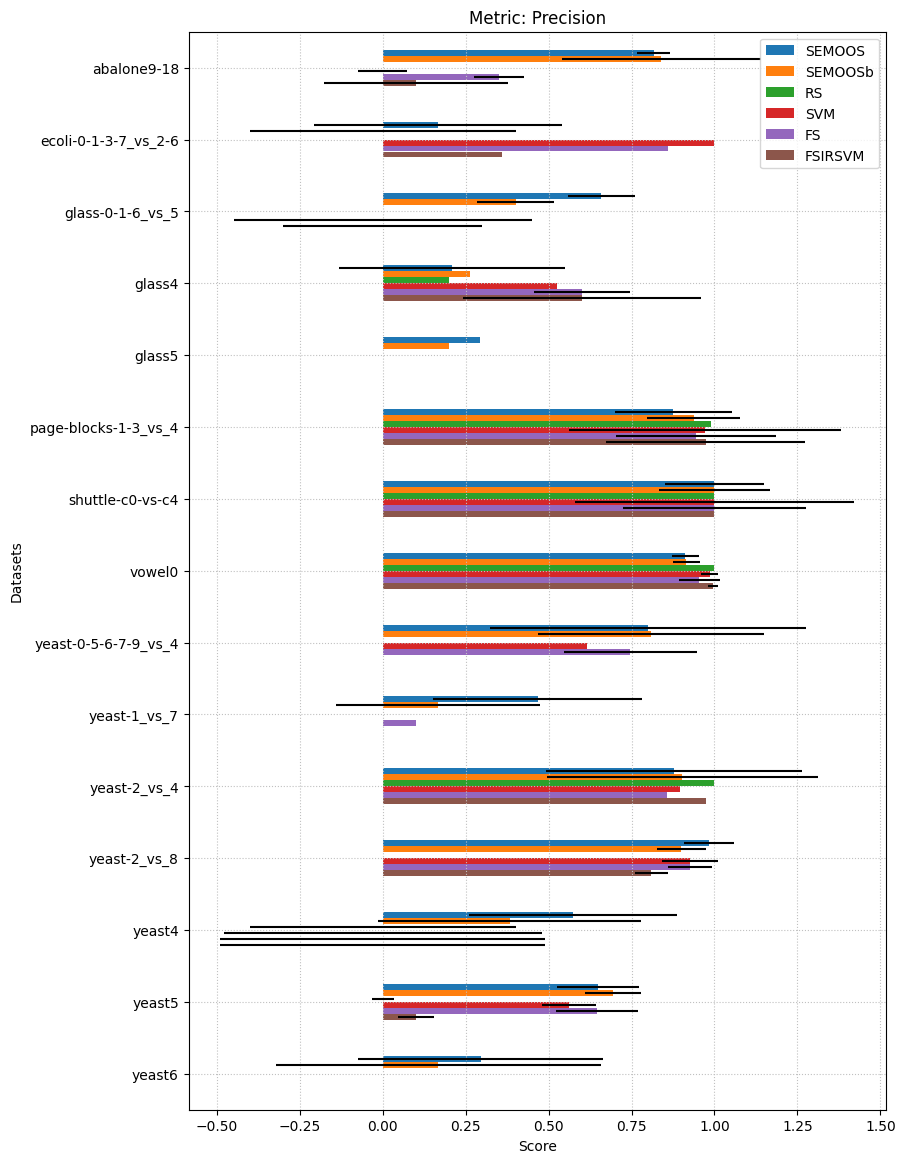 Metric: Precision
SEMOOS
SEMOOSb
RS
SVM
FS
FSIRSVM
Datasets
abalone9-18
ecoli-0-1-3-7_vs_2-6
glass-0-1-6_vs_5
glass4
glass5
page-blocks-1-3_vs_4
shuttle-c0-vs-c4
vowel0
yeast-0-5-6-7-9_vs_4
yeast-1_vs_7
yeast-2_vs_4
yeast-2_vs_8
yeast4
yeast5
yeast6
−0.50 −0.25 0.00 0.25 0.50 0.75 1.00 1.25 1.50
Score